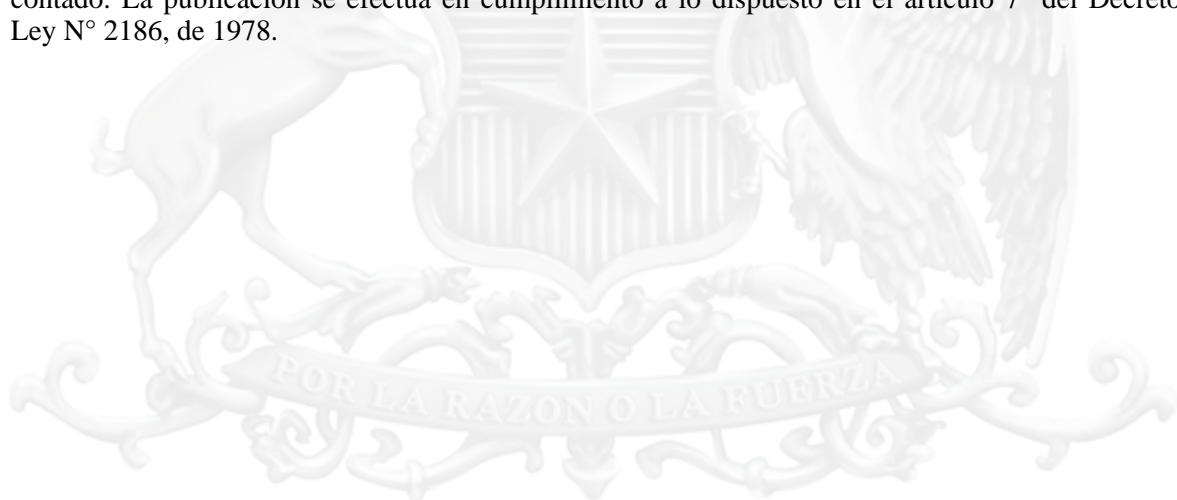 contado. La publicación se efectúa en cumplimiento a lo dispuesto en el artículo 7° del Decreto
Ley N° 2186, de 1978.
POR LA RAZON O LA FUERZA